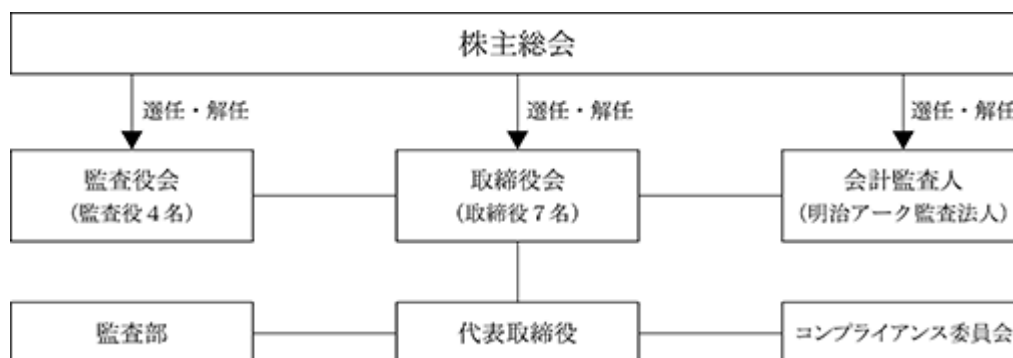 株主総会
選任・解任
選任・解任
選任・解任
監査役会
(監査役4名)
取締役会
(取締役7名)
会計監査人
(明治アーク監査法人)
監査部
代表取締役
コンプライアンス委員会